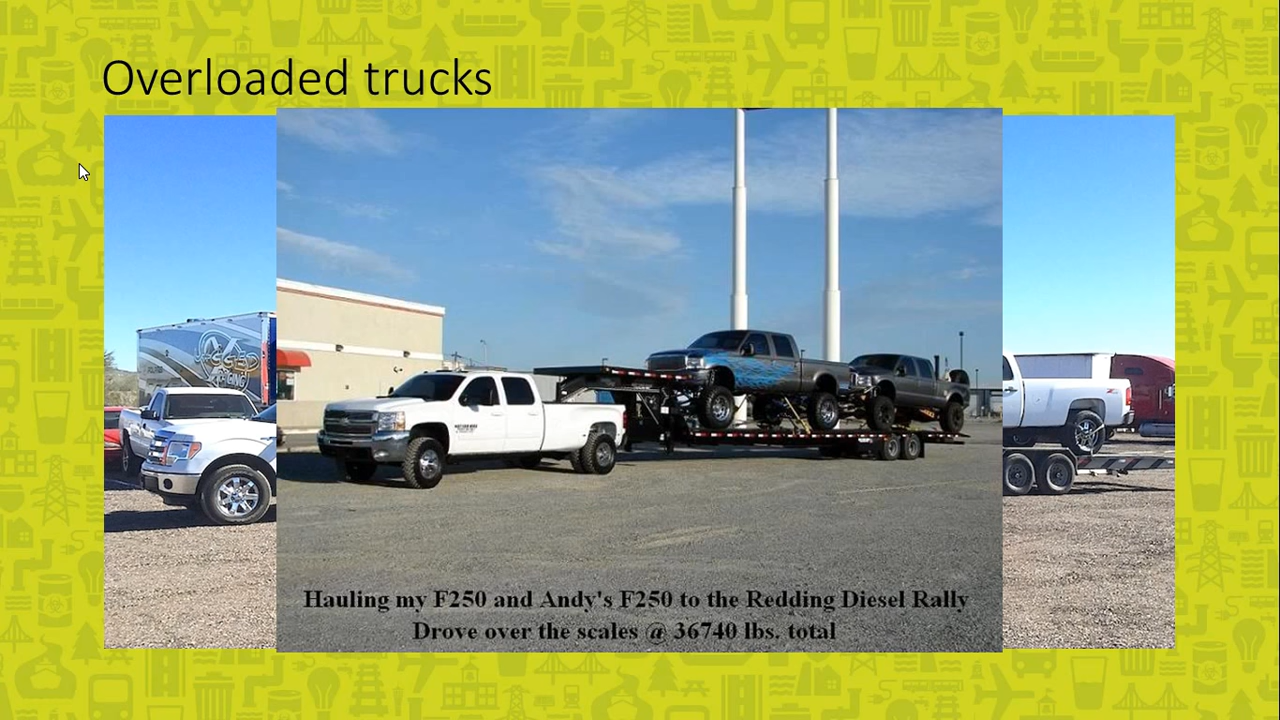 Overloaded trucks
Hauling my F250 and Andy's F250 to the Redding Diesel Rally
Drove over the scales @ 36740 lbs. total